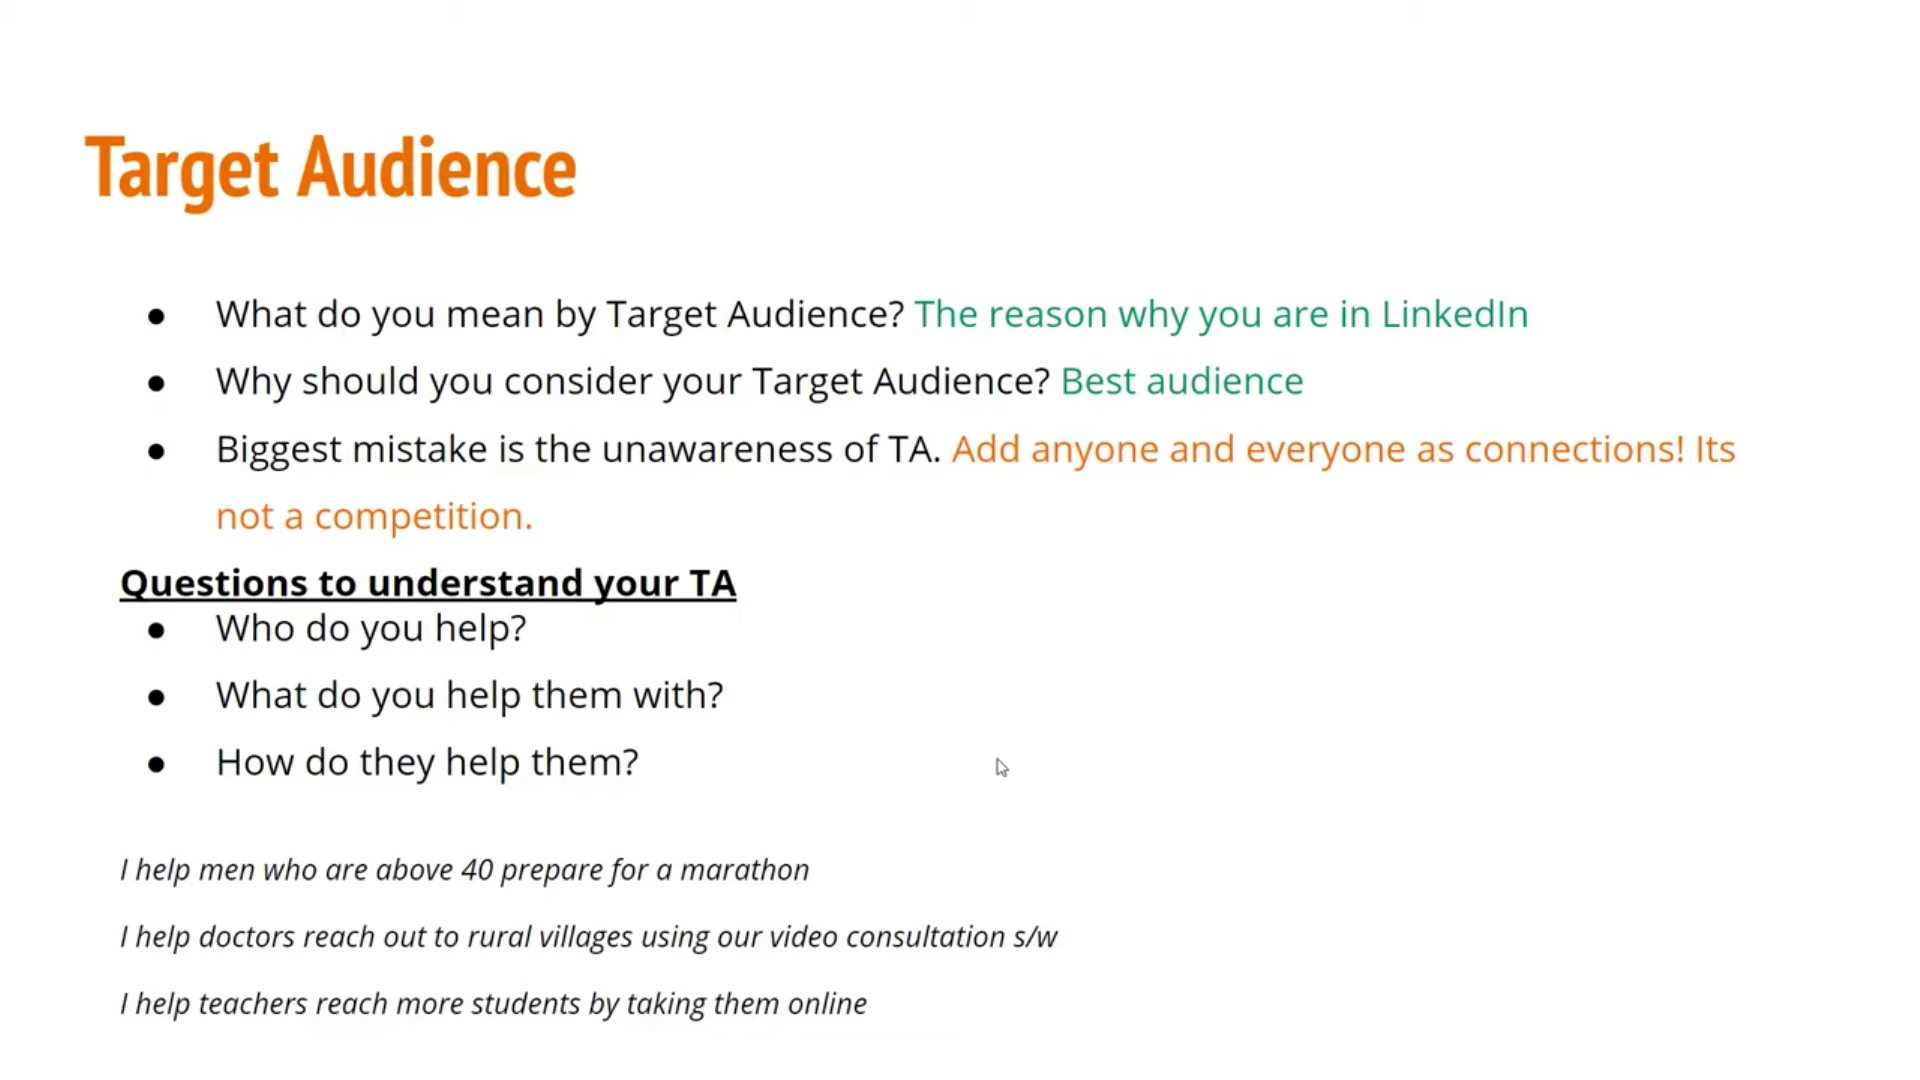 Target Audience
● What do you mean by Target Audience? The reason why you are in LinkedIn
● Why should you consider your Target Audience? Best audience
● Biggest mistake is the unawareness of TA. Add anyone and everyone as connections! Its
not a competition.
Questions to understand your TA
● Who do you help?
● What do you help them with?
● How do they help them?
I help men who are above 40 prepare for a marathon
I help doctors reach out to rural villages using our video consultation s/w
I help teachers reach more students by taking them online